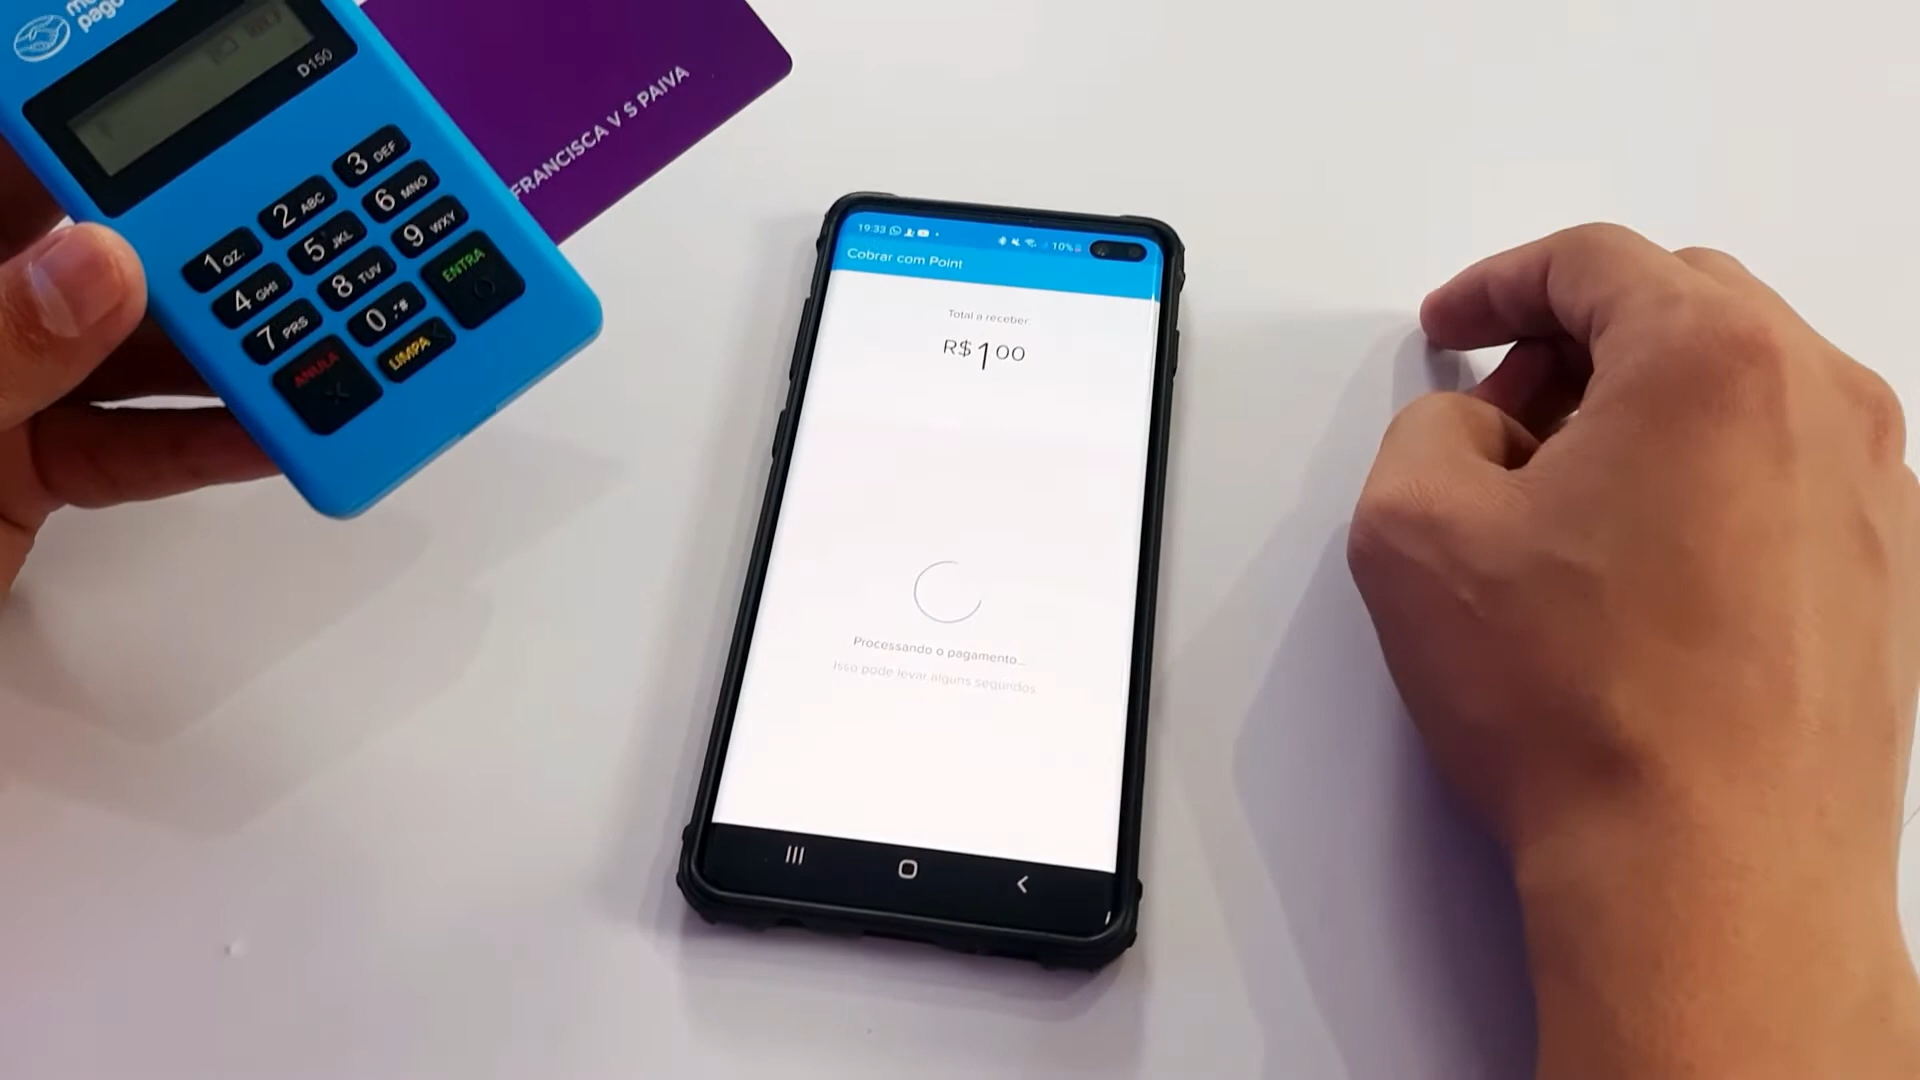 pago
D150
FRANCISCA V S PAIVA
1 QZ.
2 ABC
3 DEF
4 GHI
5 JKL
6 MNO
7 PRS
8 TUV
9 WXY
0
ANULA
LIMPA
ENTRA
19:33
10%
Cobrar com Point
Total a receber:
R$ 1 00
Processando o pagamento...
Isso pode levar alguns segundos